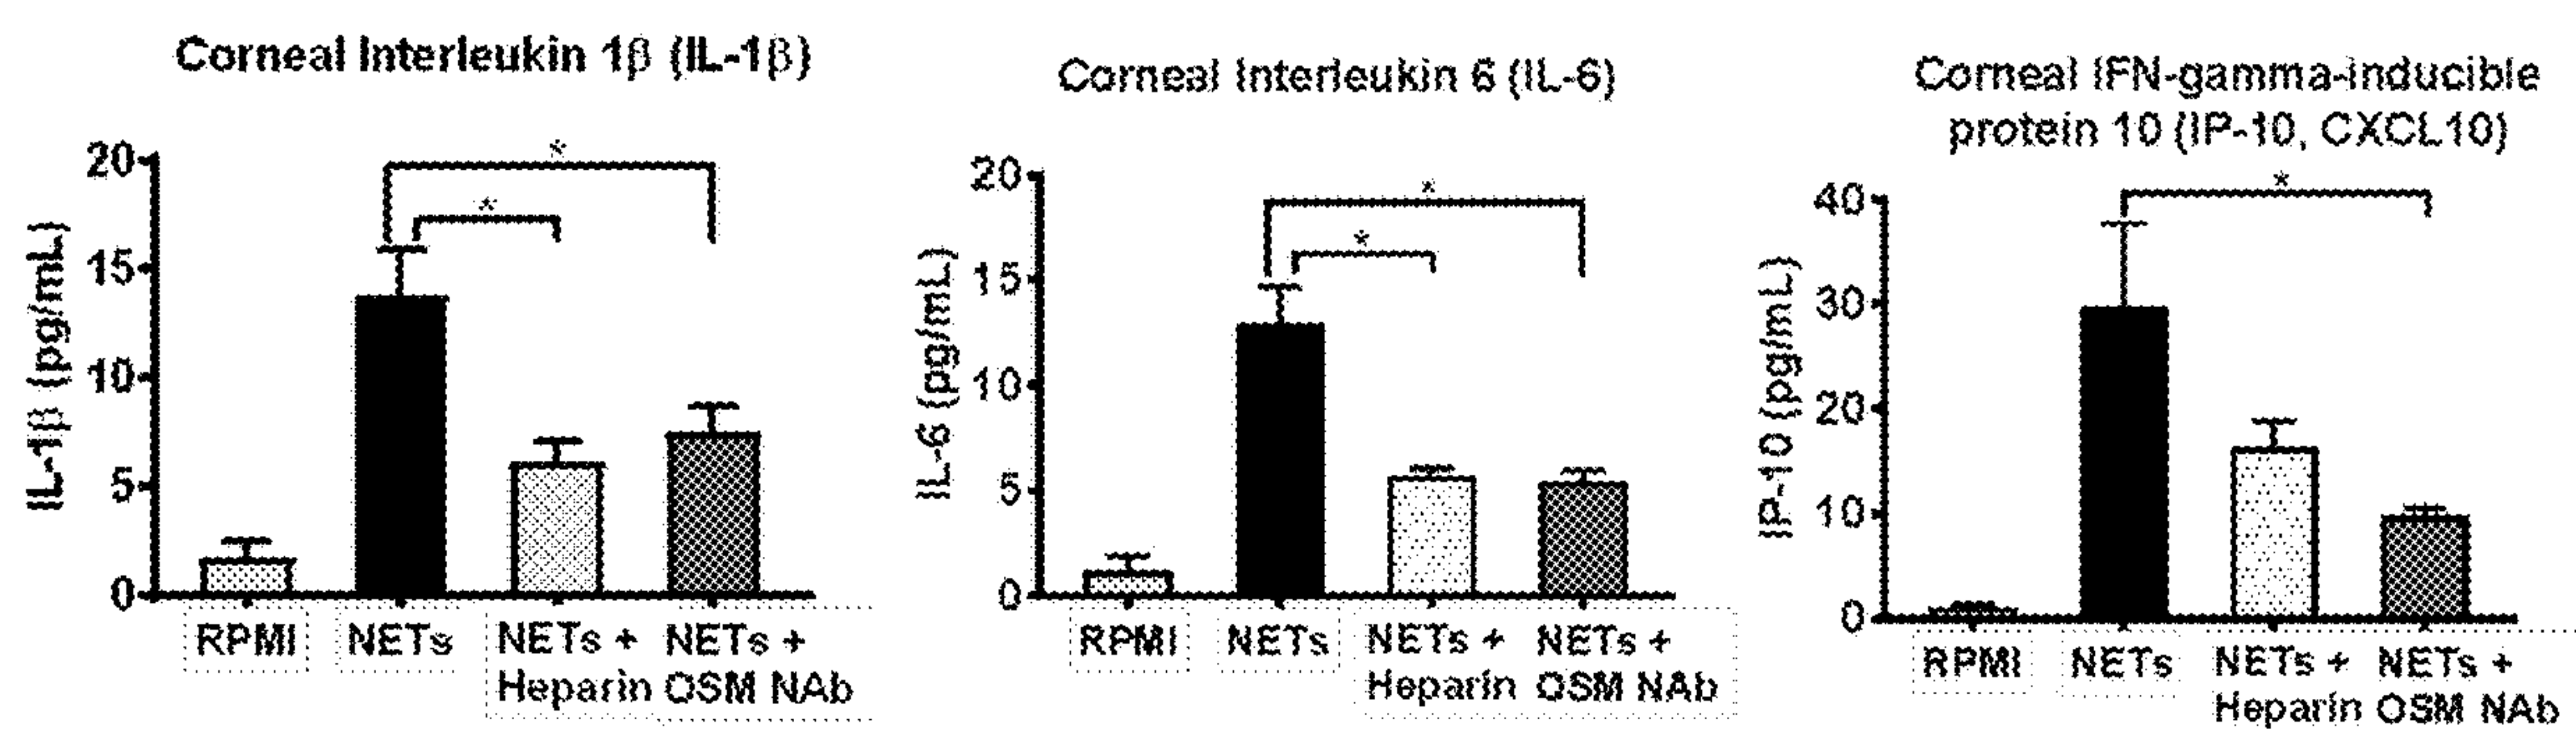 Corneal Interleukin 1β (IL-1β)
20
15
10
5
0
IL-1β (pg/mL)
*
*
RPMI
NETs
NETs +
Heparin
NETs +
OSM NAb
Corneal Interleukin 6 (IL-6)
20
15
10
5
0
IL-6 (pg/mL)
*
*
RPMI
NETs
NETs +
Heparin
NETs +
OSM NAb
Corneal IFN-gamma-inducible
protein 10 (IP-10, CXCL10)
40
30
20
10
0
IP-10 (pg/mL)
*
RPMI
NETs
NETs +
Heparin
NETs +
OSM NAb